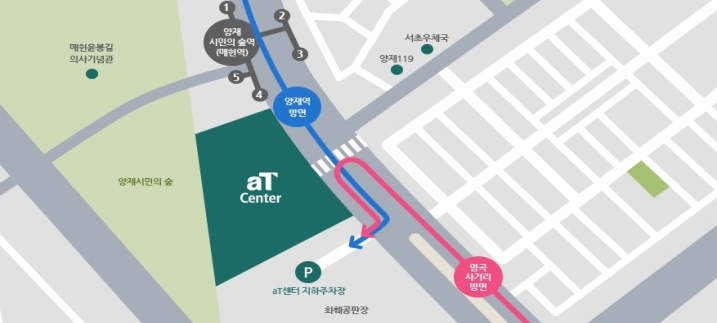 1
2
양재
시민의 숲역
(매헌역)
3
5
4
매헌윤봉길
의사기념관
서초우체국
양재119
양재역
방면
양재시민의 숲
aT
Center
염곡
사거리
방면
P
aT센터 지하주차장
화훼공판장